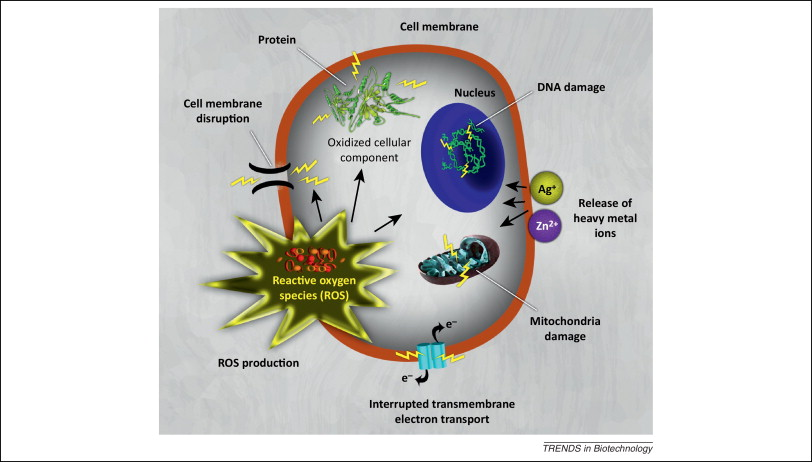 Cell membrane
Protein
Nucleus
DNA damage
Cell membrane
disruption
Oxidized cellular
component
Ag⁺
Zn²⁺
Release of
heavy metal
ions
Reactive oxygen
species (ROS)
Mitochondria
damage
e⁻
e⁻
ROS production
Interrupted transmembrane
electron transport
TRENDS in Biotechnology